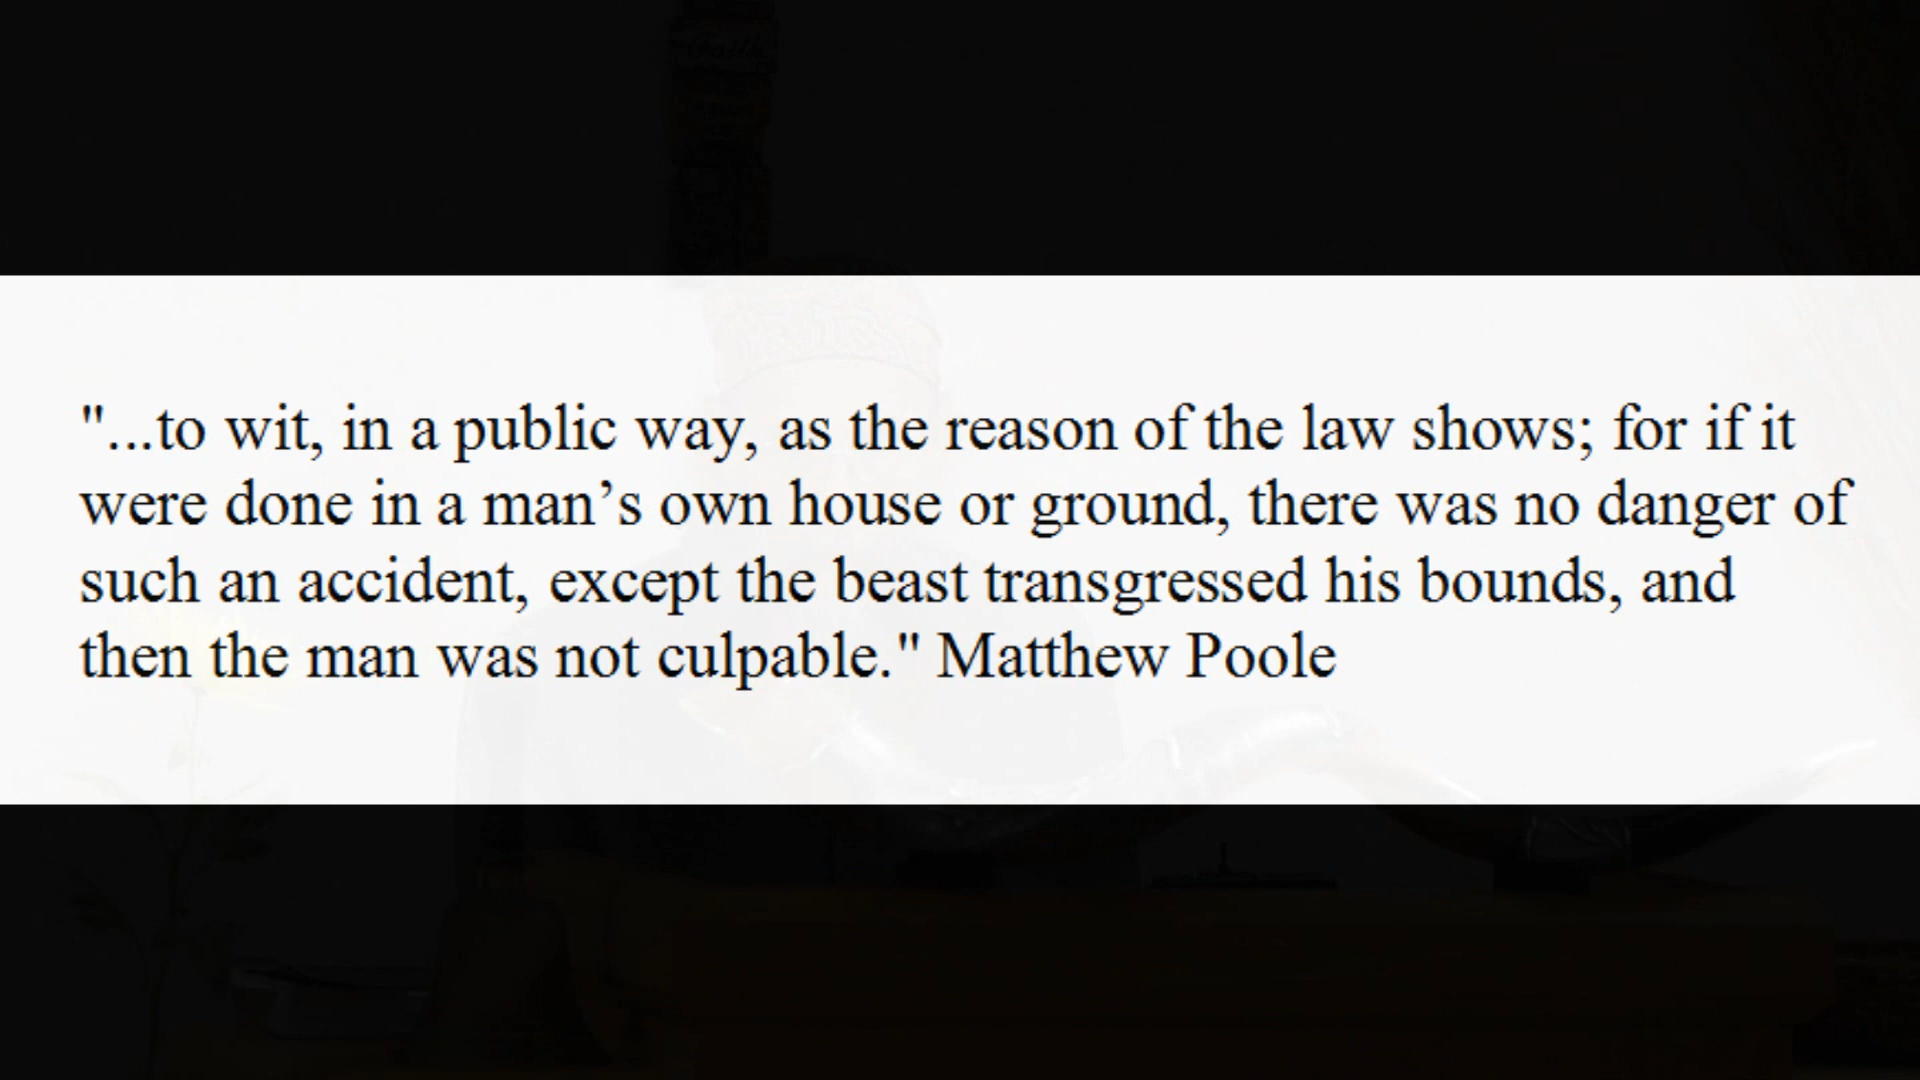 Faith
"...to wit, in a public way, as the reason of the law shows; for if it
were done in a man’s own house or ground, there was no danger of
such an accident, except the beast transgressed his bounds, and
then the man was not culpable." Matthew Poole